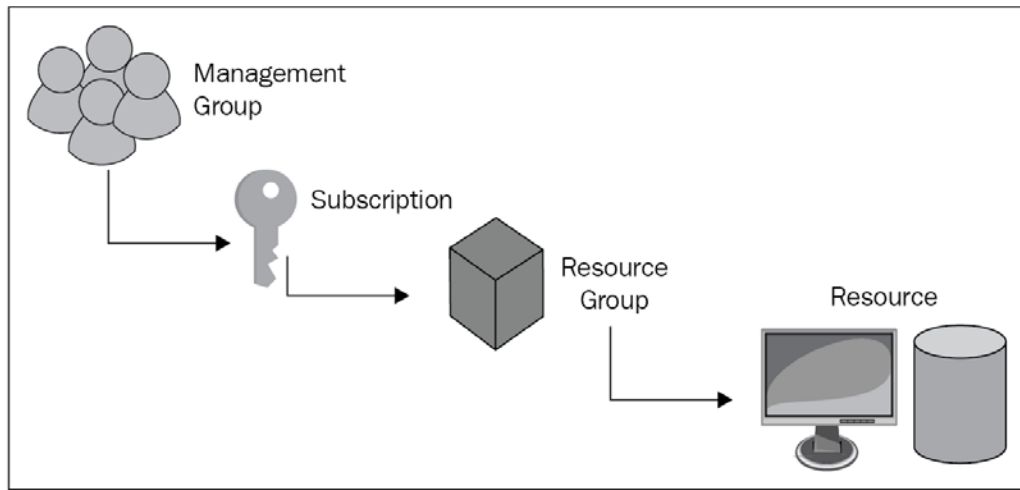 Management
Group
Subscription
Resource
Group
Resource